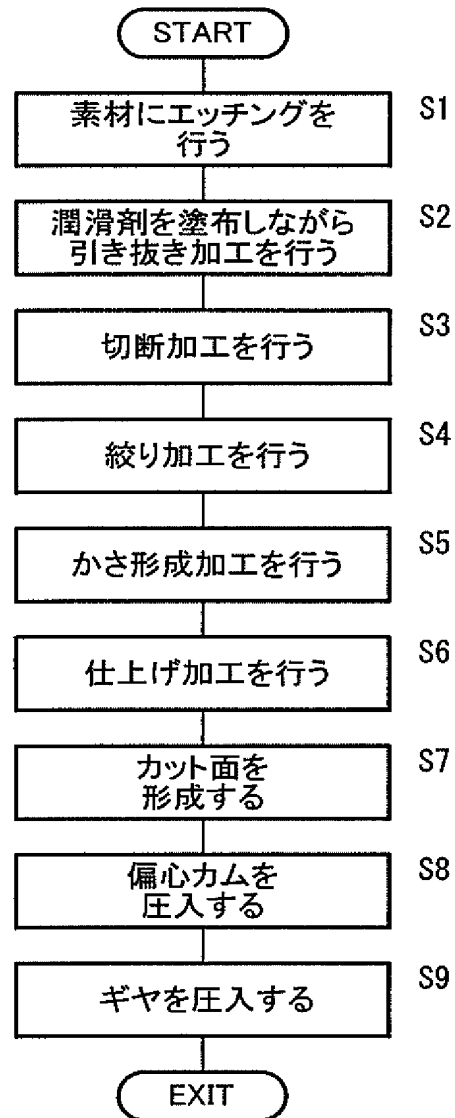 START
素材にエッチングを
行う
S1
潤滑剤を塗布しながら
引き抜き加工を行う
S2
切断加工を行う
S3
絞り加工を行う
S4
かさ形成加工を行う
S5
仕上げ加工を行う
S6
カット面を
形成する
S7
偏心カムを
圧入する
S8
ギヤを圧入する
S9
EXIT